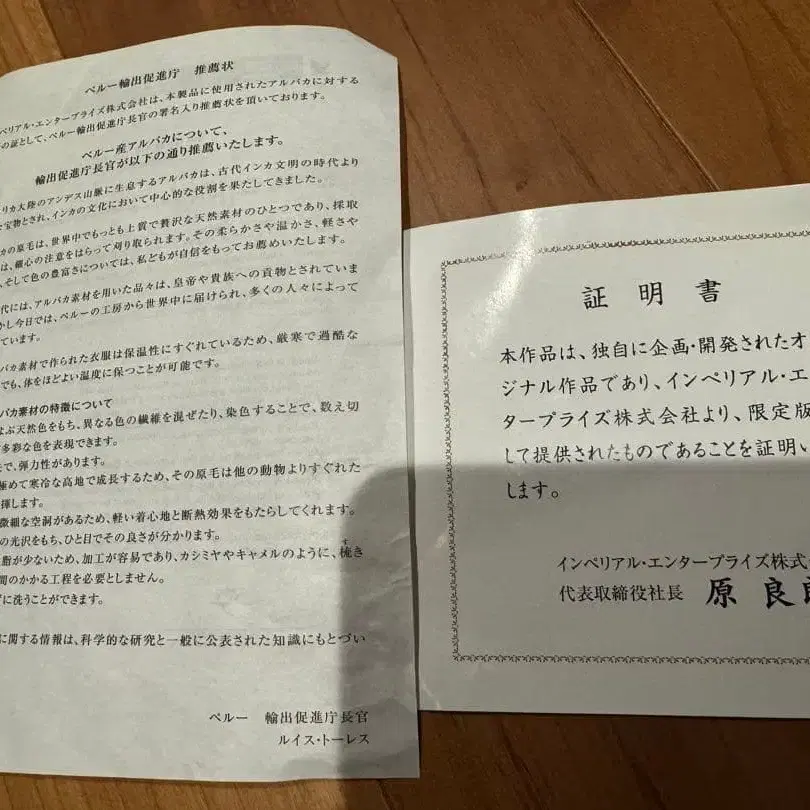 ペルー輸出促進庁 推薦状
ペリアル・エンタープライズ株式会社は、本製品に使用されたアルパカに対する
の証として、ペルー輸出促進庁長官の署名入り推薦状を頂いております。
ペルー産アルパカについて、
輸出促進庁長官が以下の通り推薦いたします。
リカ大陸のアンデス山脈に生息するアルパカは、古代インカ文明の時代より
宝物とされ、インカの文化において中心的な役割を果たしてきました。
カの原毛は、世界中でもっとも上質で贅沢な天然素材のひとつであり、採取
は、細心の注意をはらって刈り取られます。その柔らかさや温かさ、軽さや
、そして色の豊富さについては、私どもが自信をもってお薦めいたします。
代には、アルパカ素材を用いた品々は、皇帝や貴族への貢物とされていま
かし今日では、ペルーの工房から世界中に届けられ、多くの人々によって
ています。
パカ素材で作られた衣服は保温性にすぐれているため、厳寒で過酷な
でも、体をほどよい温度に保つことが可能です。
パカ素材の特徴について
よぶ天然色をもち、異なる色の繊維を混ぜたり、染色することで、数え切
多彩な色を表現できます。
で、弾力性があります。
極めて寒冷な高地で成長するため、その原毛は他の動物よりすぐれた
揮します。
微細な空洞があるため、軽い着心地と断熱効果をもたらしてくれます。
の光沢をもち、ひと目でその良さが分かります。
脂が少ないため、加工が容易であり、カシミヤやキャメルのように、梳き
間のかかる工程を必要としません。
ずに洗うことができます。
に関する情報は、科学的な研究と一般に公表された知識にもとづい
ペルー 輸出促進庁長官
ルイス・トーレス
証明書
本作品は、独自に企画・開発されたオ
ジナル作品であり、インペリアル・エ
タープライズ株式会社より、限定版
して提供されたものであることを証明い
します。
インペリアル・エンタープライズ株式
代表取締役社長 原 良